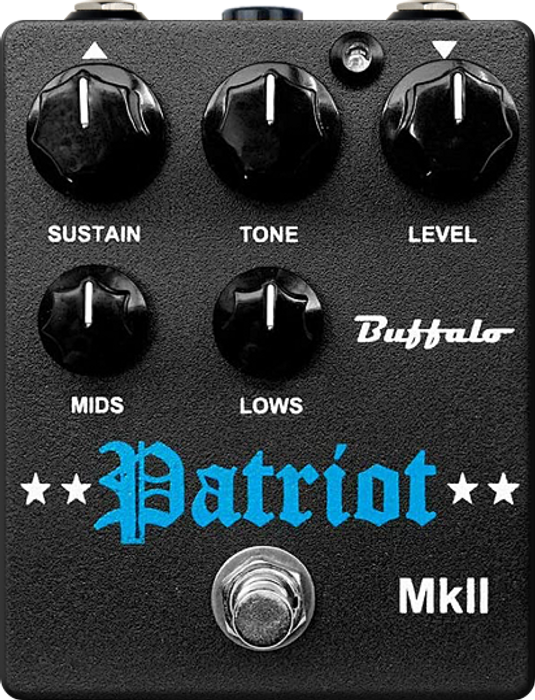 SUSTAIN TONE LEVEL
MIDS LOWS
Buffalo
Patriot
MkII